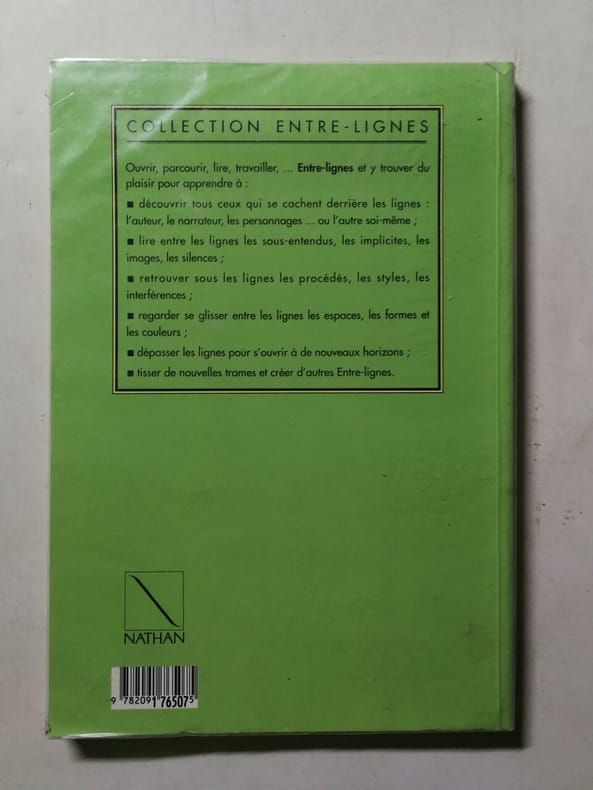 COLLECTION ENTRE-LIGNES
Ouvrir, parcourir, lire, travailler, ... Entre-lignes et y trouver du
plaisir pour apprendre à :
■ découvrir tous ceux qui se cachent derrière les lignes :
l'auteur, le narrateur, les personnages ... ou l'autre soi-même ;
■ lire entre les lignes les sous-entendus, les implicites, les
images, les silences ;
■ retrouver sous les lignes les procédés, les styles, les
interférences ;
■ regarder se glisser entre les lignes les espaces, les formes et
les couleurs ;
■ dépasser les lignes pour s'ouvrir à de nouveaux horizons ;
■ tisser de nouvelles trames et créer d'autres Entre-lignes.
NATHAN
9 782091 765075